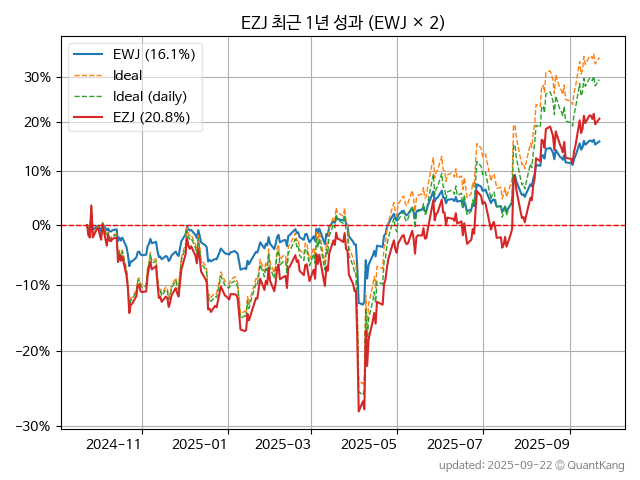 EZJ 최근 1년 성과 (EWJ × 2)
EWJ (16.1%)
Ideal
Ideal (daily)
EZJ (20.8%)
30%
20%
10%
0%
−10%
−20%
−30%
2024-11
2025-01
2025-03
2025-05
2025-07
2025-09
updated: 2025-09-22 © QuantKang